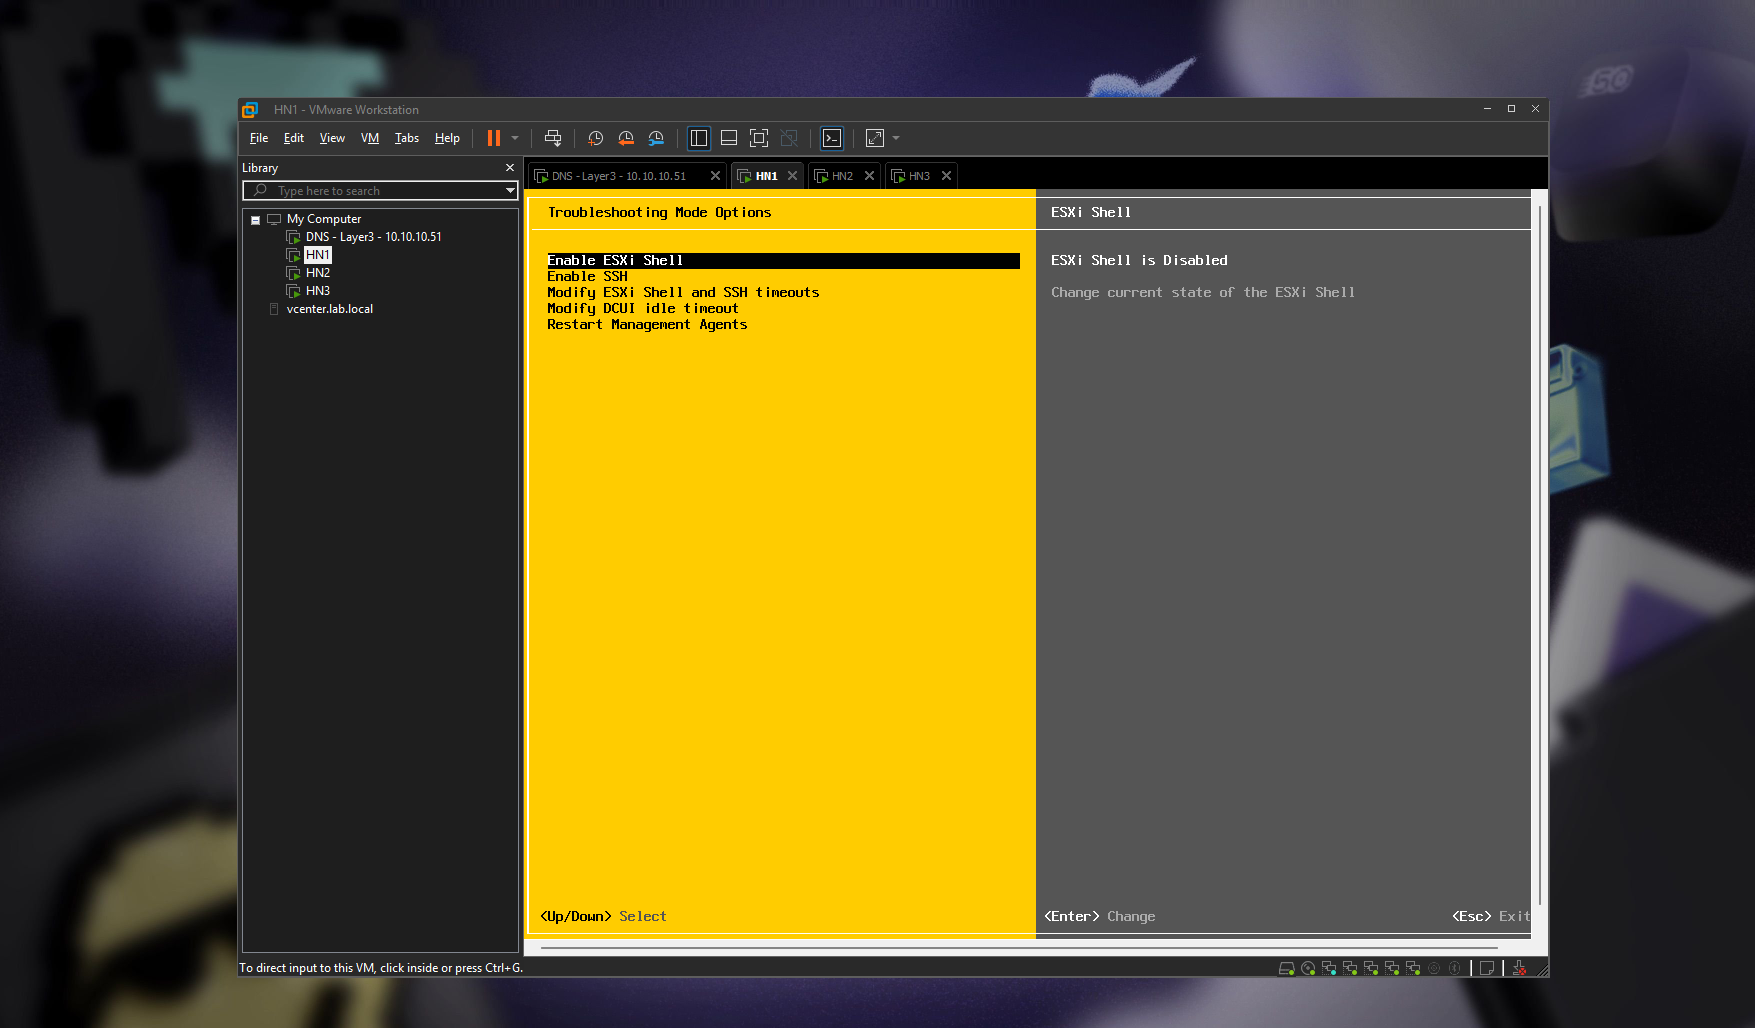 HN1 - VMware Workstation
File Edit View VM Tabs Help
Library
Type here to search
My Computer
DNS - Layer3 - 10.10.10.51
HN1
HN2
HN3
vcenter.lab.local
DNS - Layer3 - 10.10.10.51 HN1 HN2 HN3
Troubleshooting Mode Options
Enable ESXi Shell
Enable SSH
Modify ESXi Shell and SSH timeouts
Modify DCUI idle timeout
Restart Management Agents
<Up/Down> Select
ESXi Shell
ESXi Shell is Disabled
Change current state of the ESXi Shell
<Enter> Change <Esc> Exit
To direct input to this VM, click inside or press Ctrl+G.
50